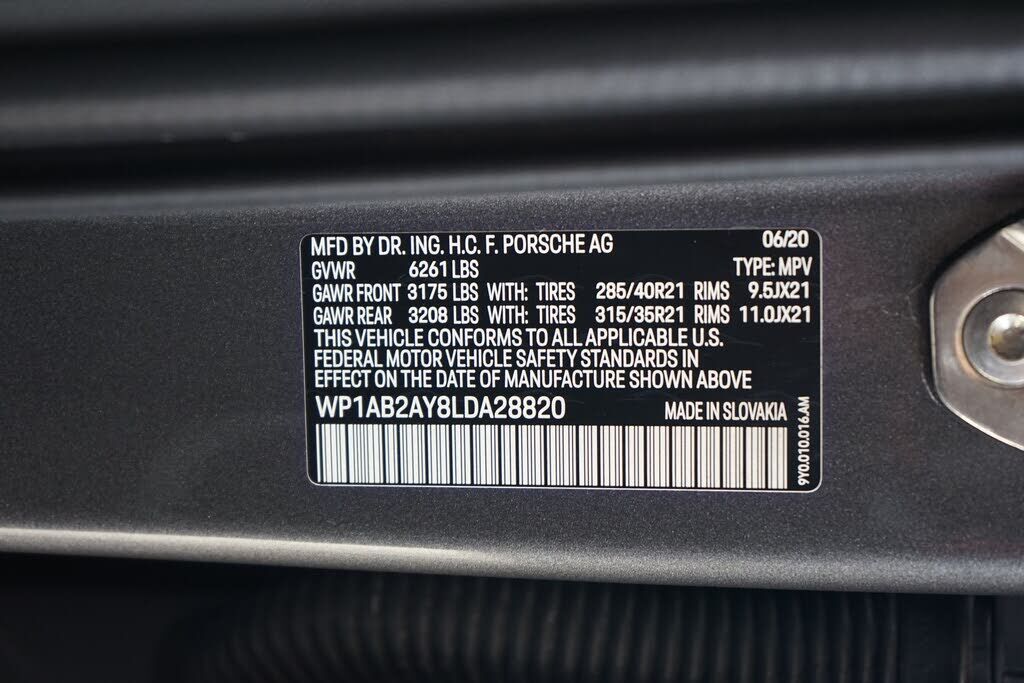 MFD BY DR. ING. H.C. F. PORSCHE AG 06/20
GVWR 6261 LBS TYPE: MPV
GAWR FRONT 3175 LBS WITH: TIRES 285/40R21 RIMS 9.5JX21
GAWR REAR 3208 LBS WITH: TIRES 315/35R21 RIMS 11.0JX21
THIS VEHICLE CONFORMS TO ALL APPLICABLE U.S.
FEDERAL MOTOR VEHICLE SAFETY STANDARDS IN
EFFECT ON THE DATE OF MANUFACTURE SHOWN ABOVE
WP1AB2AY8LDA28820 MADE IN SLOVAKIA
9Y0.010.016.AM